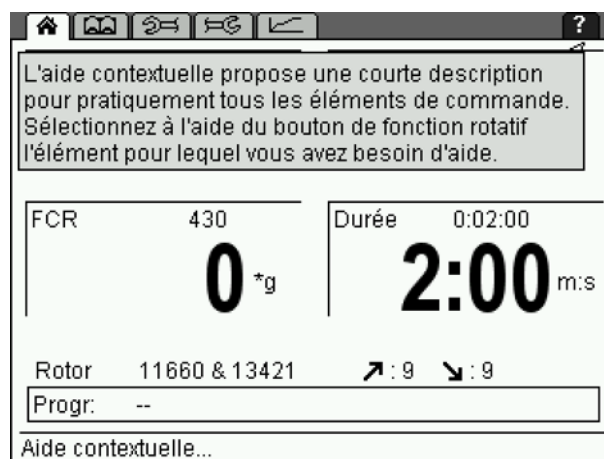 ?
L'aide contextuelle propose une courte description
pour pratiquement tous les éléments de commande.
Sélectionnez à l'aide du bouton de fonction rotatif
l'élément pour lequel vous avez besoin d'aide.
FCR 430
0 *g
Durée 0:02:00
2:00 m:s
Rotor 11660 & 13421 ↗ : 9 ↘ : 9
Progr: --
Aide contextuelle...